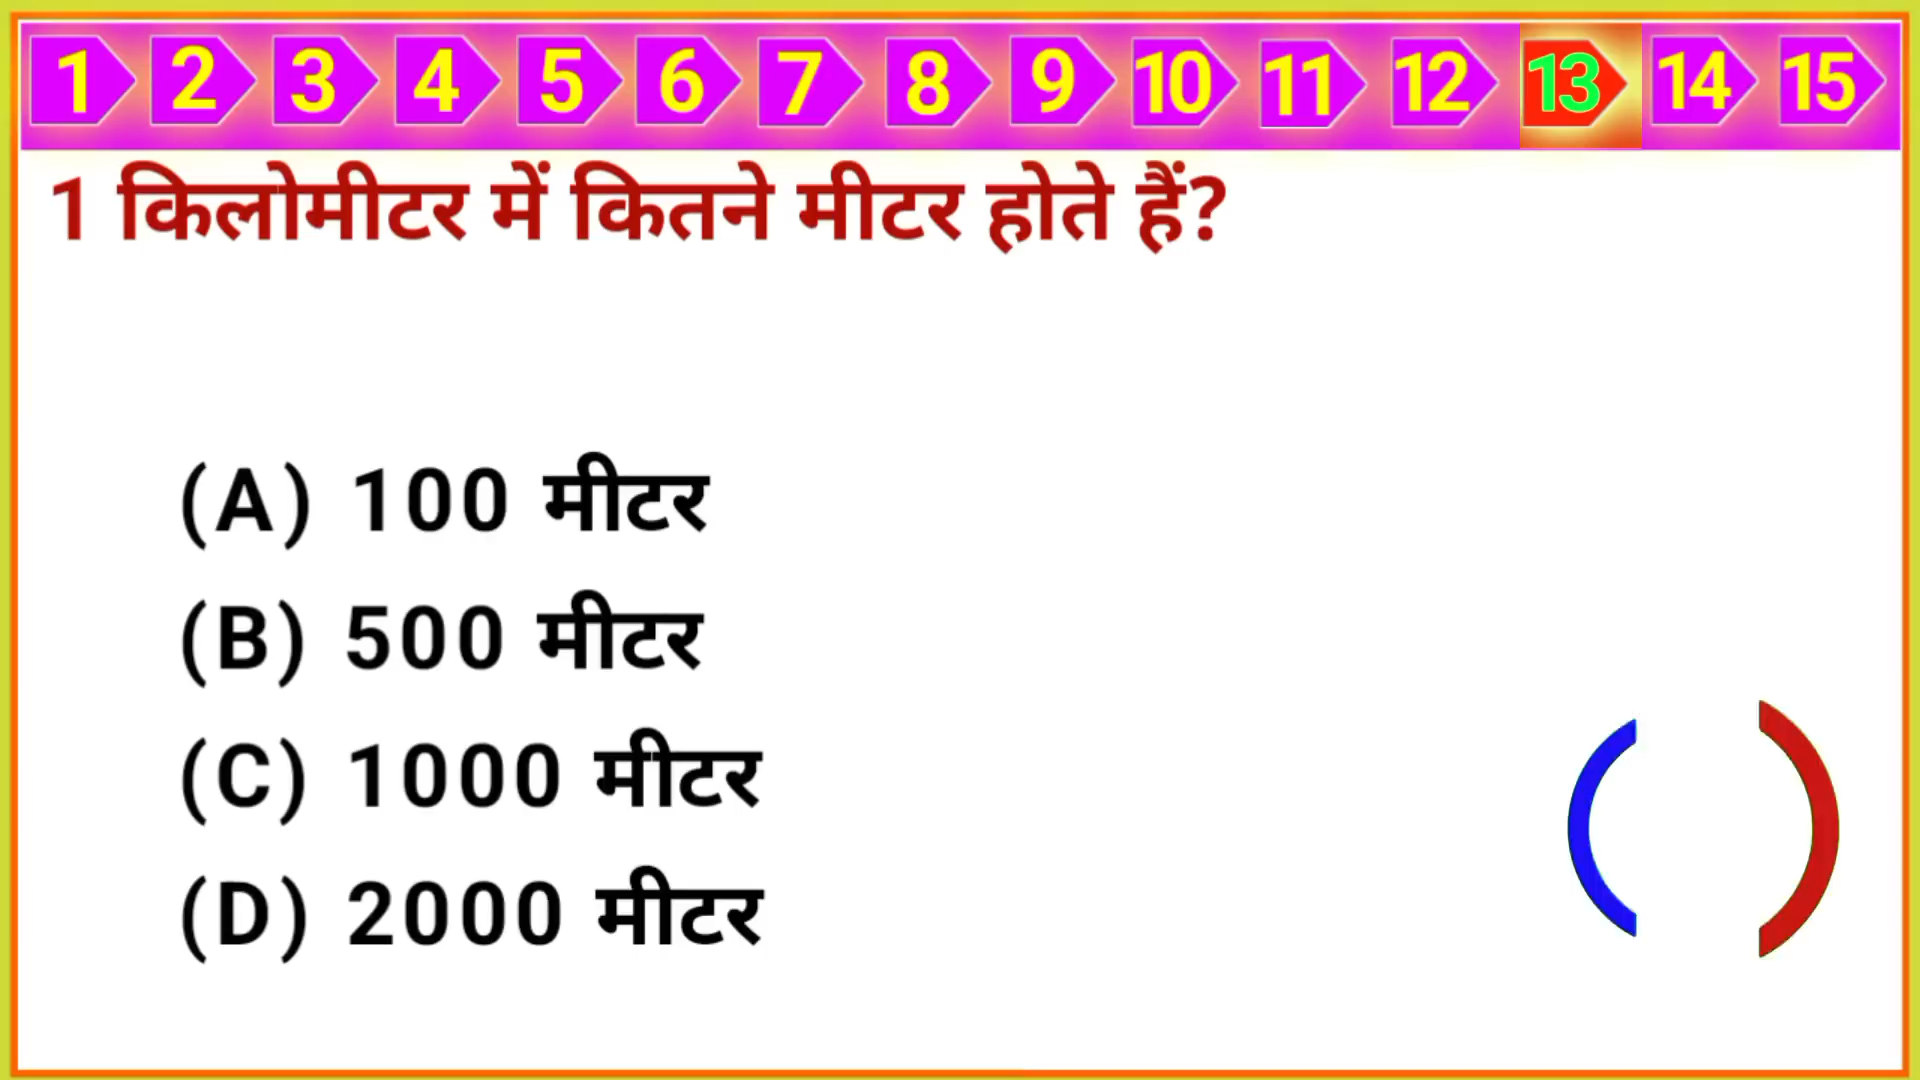 1 2 3 4 5 6 7 8 9 10 11 12 13 14 15
1 किलोमीटर में कितने मीटर होते हैं?
(A) 100 मीटर
(B) 500 मीटर
(C) 1000 मीटर
(D) 2000 मीटर